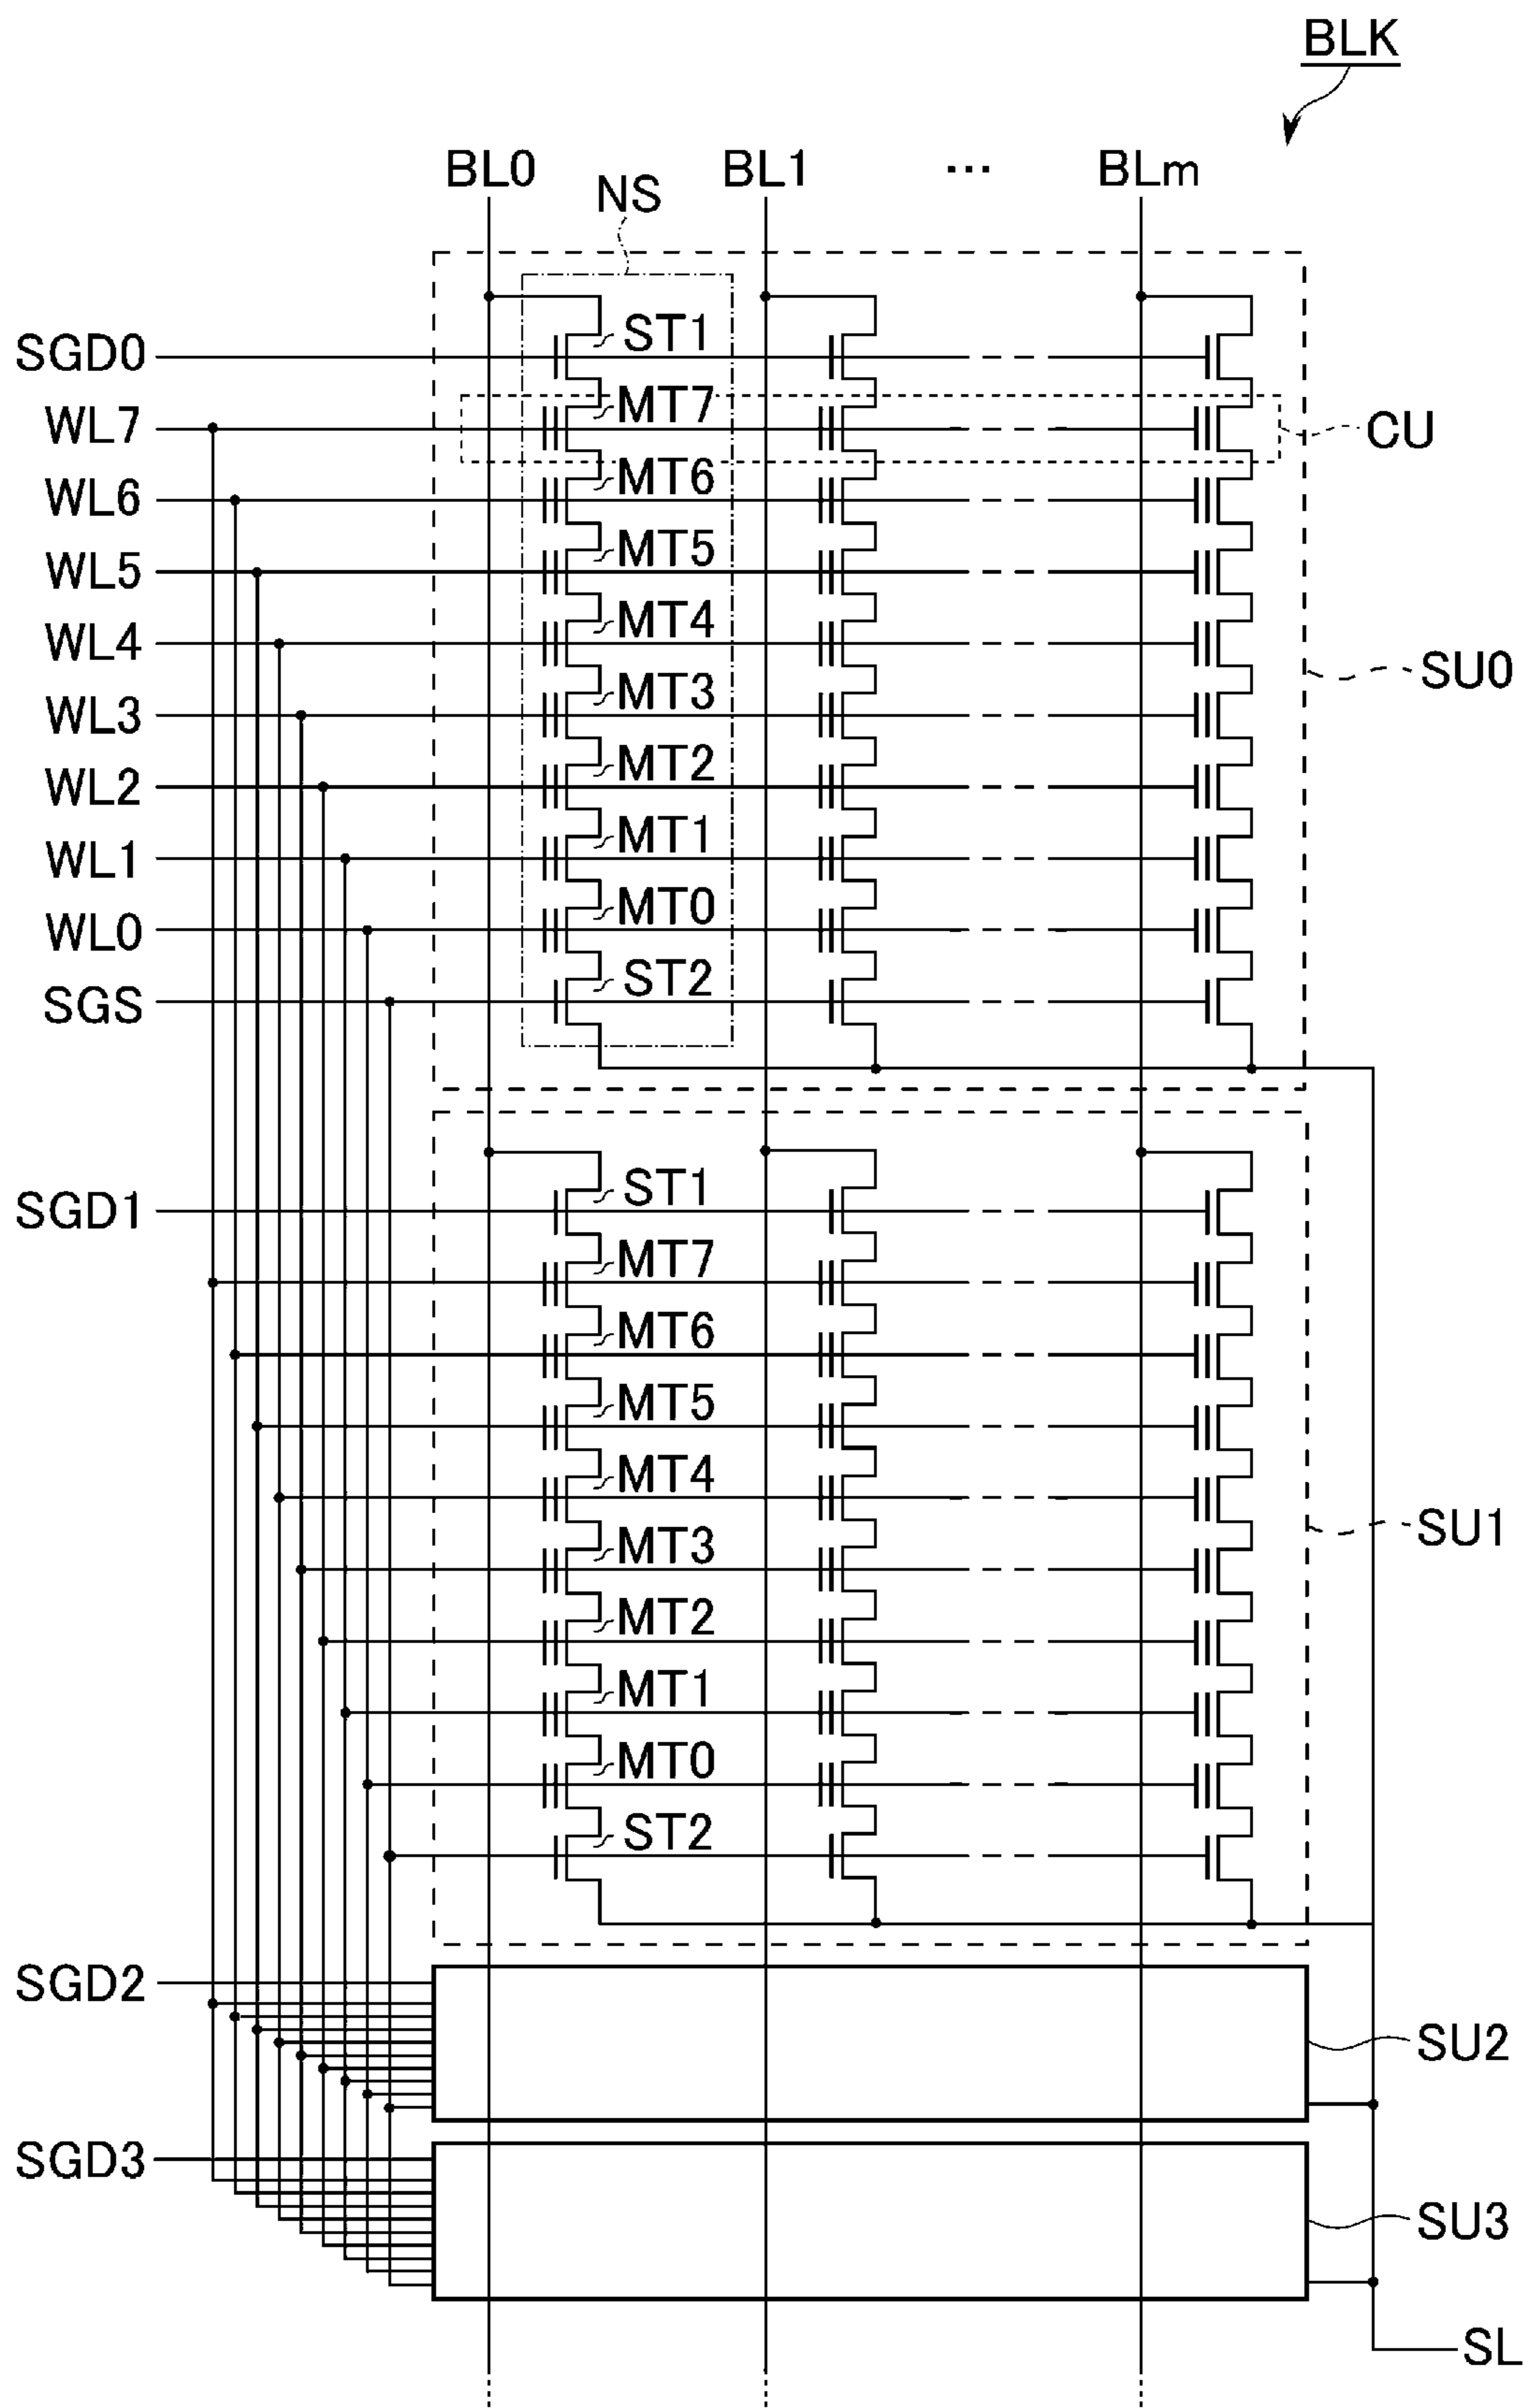 BLK
BL0 BL1 ... BLm
NS
SGD0 ST1
WL7 MT7 CU
WL6 MT6
WL5 MT5
WL4 MT4
SU0
WL3 MT3
WL2 MT2
WL1 MT1
WL0 MT0
SGS ST2
SGD1 ST1
MT7
MT6
MT5
MT4
SU1
MT3
MT2
MT1
MT0
ST2
SGD2
SU2
SGD3
SU3
SL